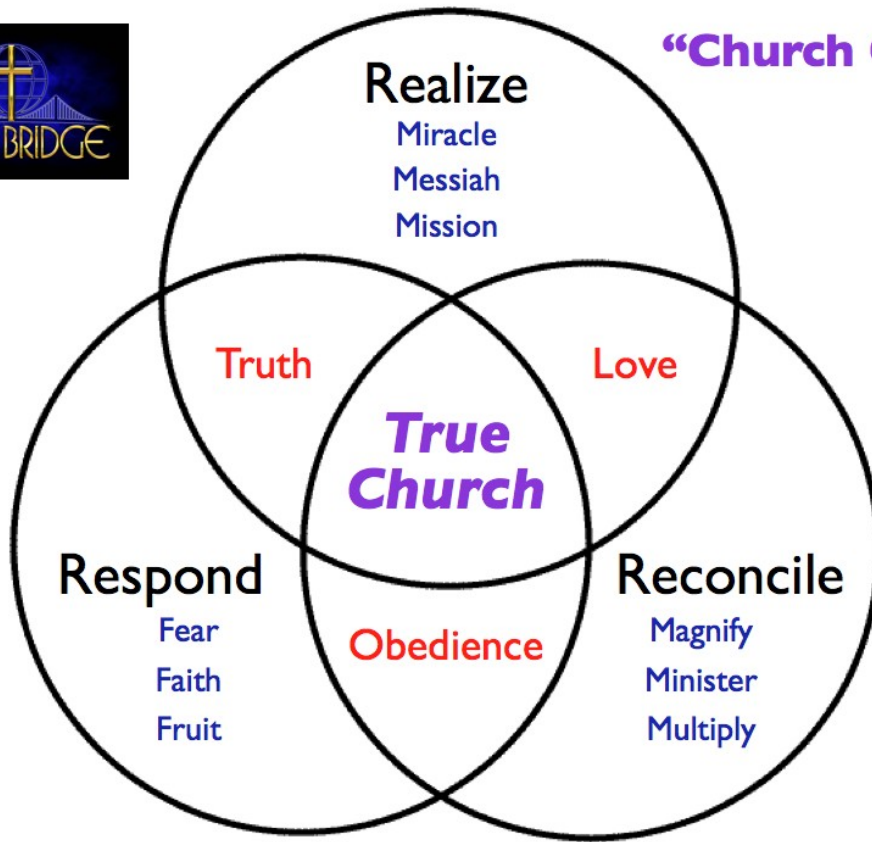 “Church
BRIDGE
Realize
Miracle
Messiah
Mission
Truth
Love
True
Church
Respond
Fear
Faith
Fruit
Obedience
Reconcile
Magnify
Minister
Multiply